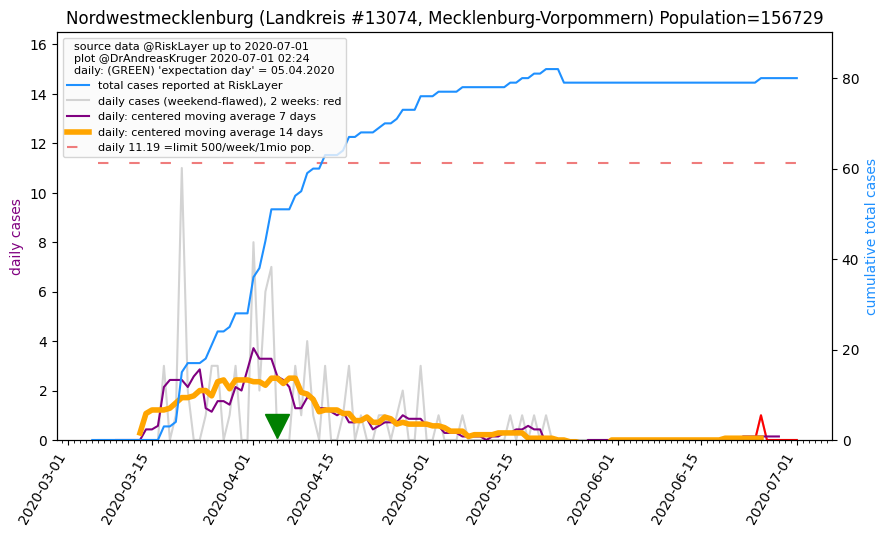 Nordwestmecklenburg (Landkreis #13074, Mecklenburg-Vorpommern) Population=156729
source data @RiskLayer up to 2020-07-01
plot @DrAndreasKruger 2020-07-01 02:24
daily: (GREEN) 'expectation day' = 05.04.2020
total cases reported at RiskLayer
daily cases (weekend-flawed), 2 weeks: red
daily: centered moving average 7 days
daily: centered moving average 14 days
daily 11.19 =limit 500/week/1mio pop.
daily cases
16
14
12
10
8
6
4
2
0
80
60
40
20
0
cumulative total cases
2020-03-01
2020-03-15
2020-04-01
2020-04-15
2020-05-01
2020-05-15
2020-06-01
2020-06-15
2020-07-01